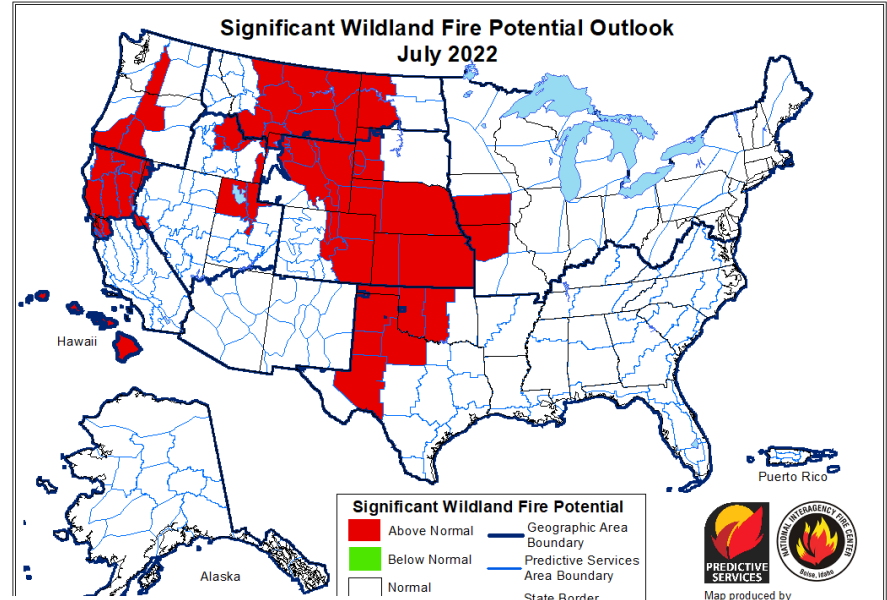 Significant Wildland Fire Potential Outlook
July 2022
Hawaii
Puerto Rico
Alaska
Significant Wildland Fire Potential
Above Normal
Below Normal
Normal
Geographic Area
Boundary
Predictive Services
Area Boundary
State Border
PREDICTIVE
SERVICES
NATIONAL INTERAGENCY FIRE CENTER
Boise, Idaho
Map produced by